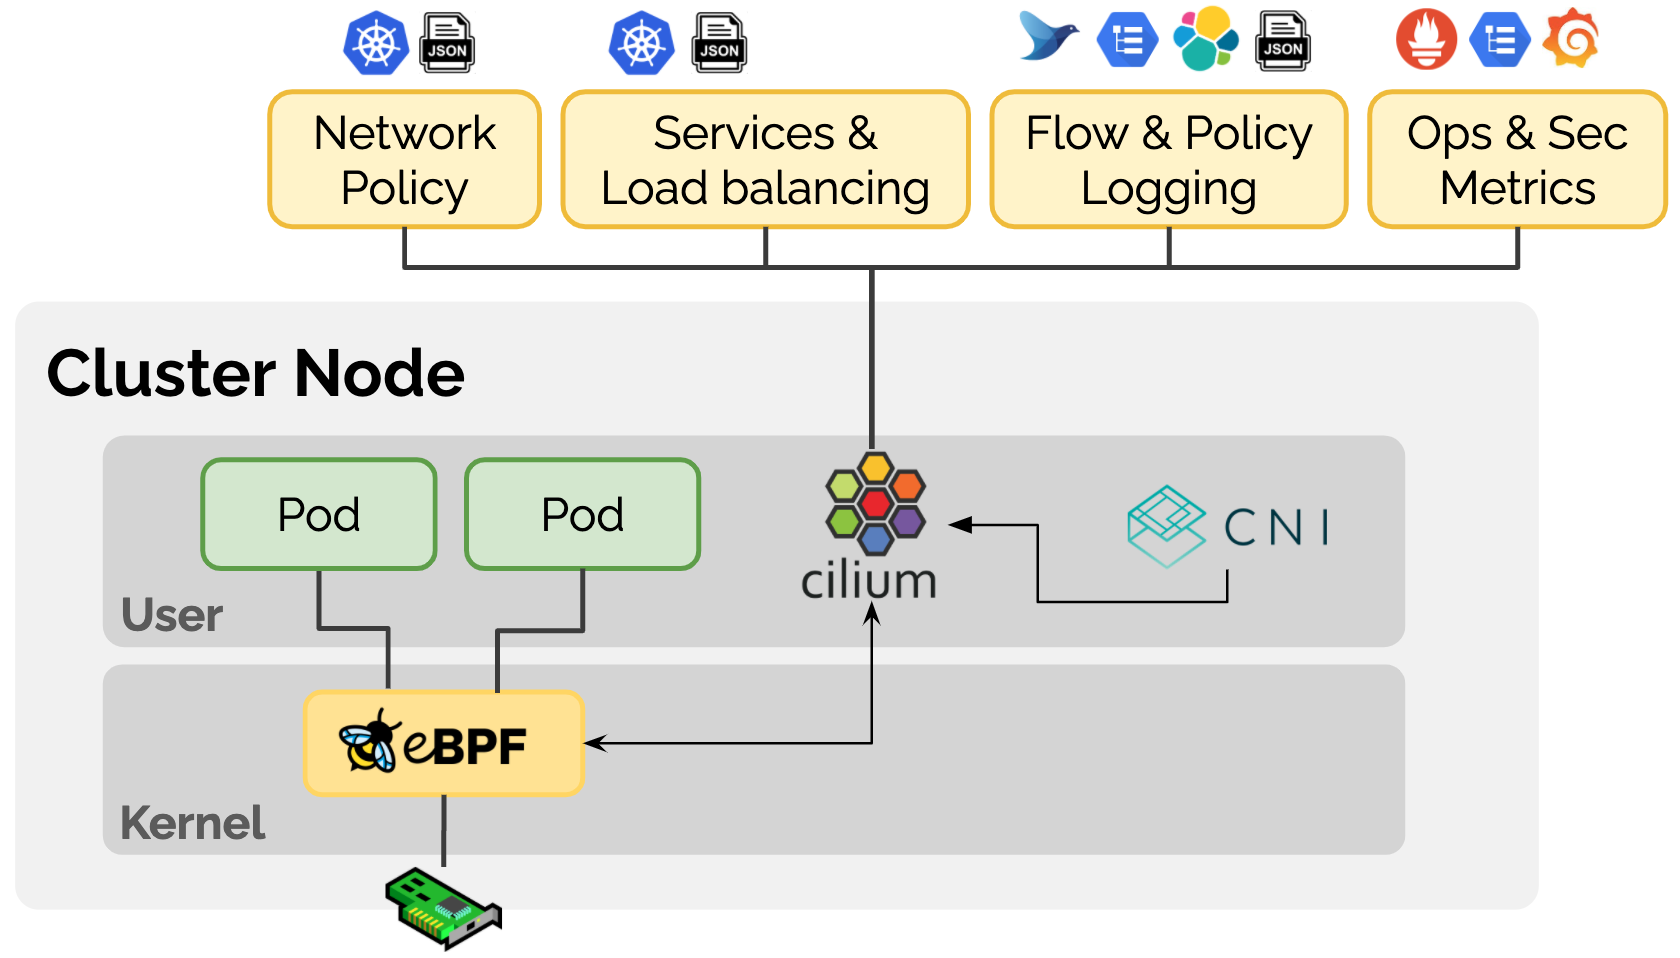 JSON
JSON
JSON
Network
Policy
Services &
Load balancing
Flow & Policy
Logging
Ops & Sec
Metrics
Cluster Node
Pod
Pod
cilium
CNI
User
eBPF
Kernel